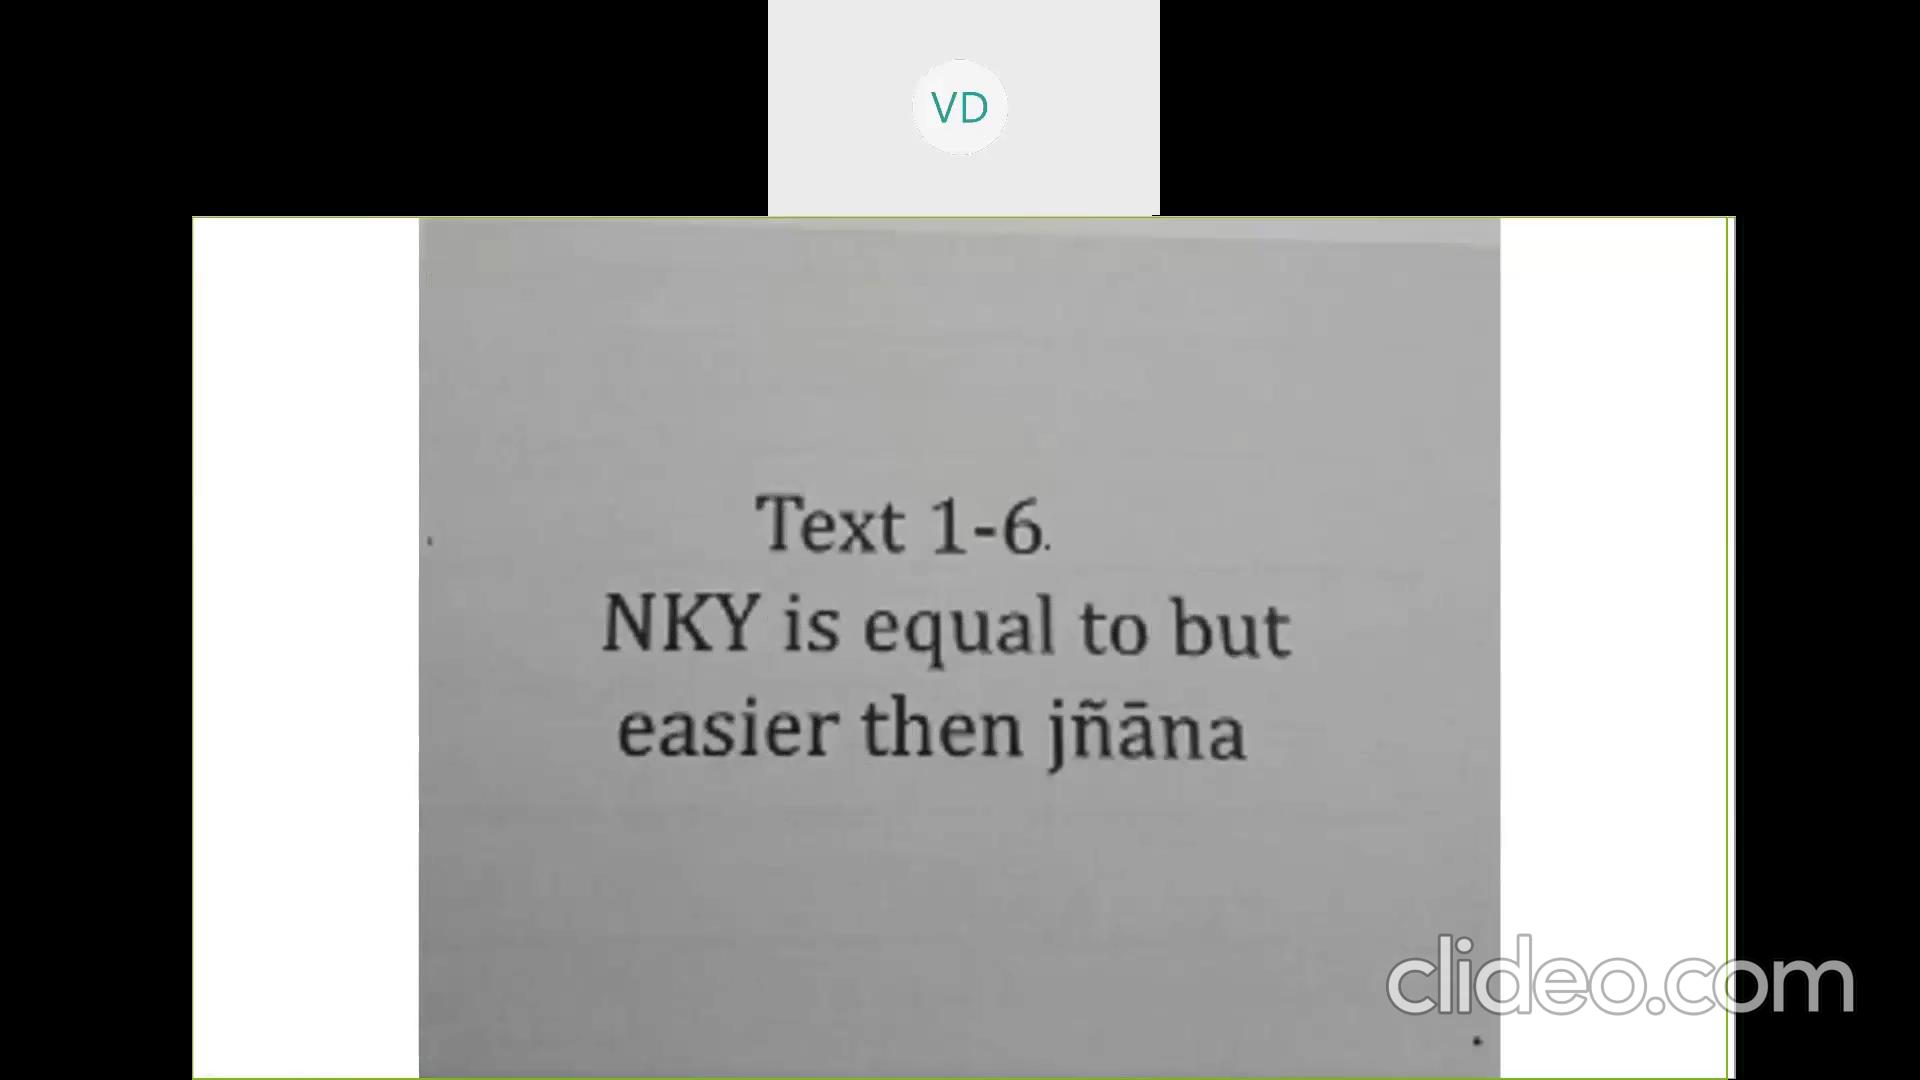 VD
Text 1-6.
NKY is equal to but
easier then jñāna
clideo.com